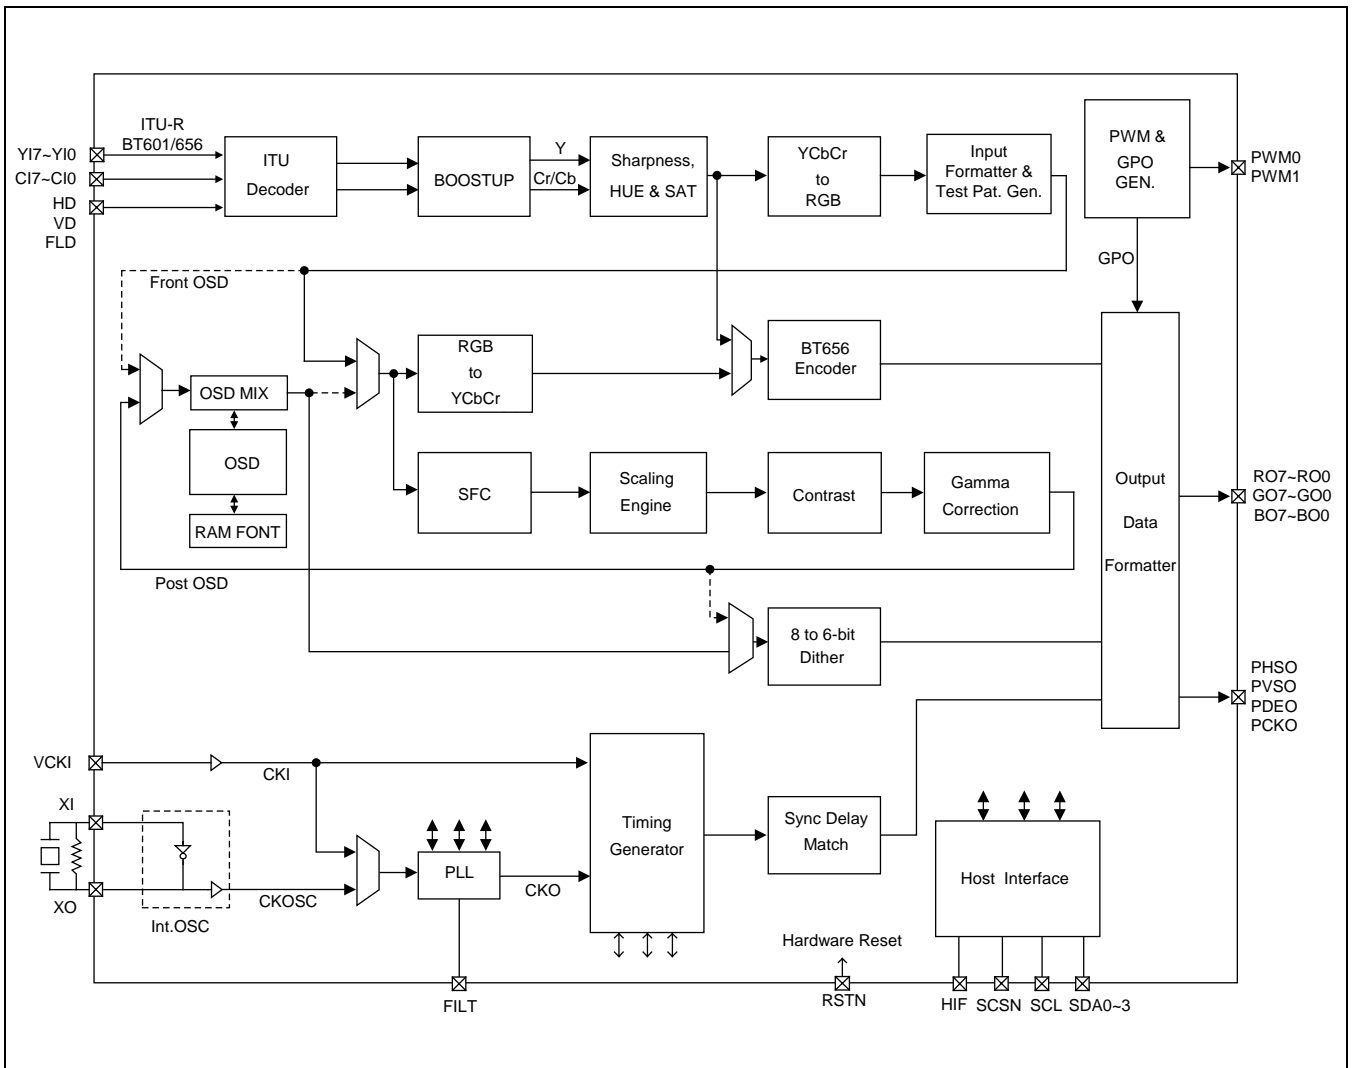 ITU-R
BT601/656
YI7~YI0
CI7~CI0
HD
VD
FLD
ITU
Decoder
BOOSTUP
Y
Cr/Cb
Sharpness,
HUE & SAT
YCbCr
to
RGB
Input
Formatter &
Test Pat. Gen.
PWM &
GPO
GEN.
PWM0
PWM1
GPO
Front OSD
OSD MIX
OSD
RAM FONT
RGB
to
YCbCr
BT656
Encoder
SFC
Scaling
Engine
Contrast
Gamma
Correction
Output
Data
Formatter
RO7~RO0
GO7~GO0
BO7~BO0
Post OSD
8 to 6-bit
Dither
PHSO
PVSO
PDEO
PCKO
VCKI
CKI
XI
XO
Int.OSC
CKOSC
PLL
CKO
Timing
Generator
Sync Delay
Match
Host Interface
Hardware Reset
FILT
RSTN
HIF
SCSN
SCL
SDA0~3